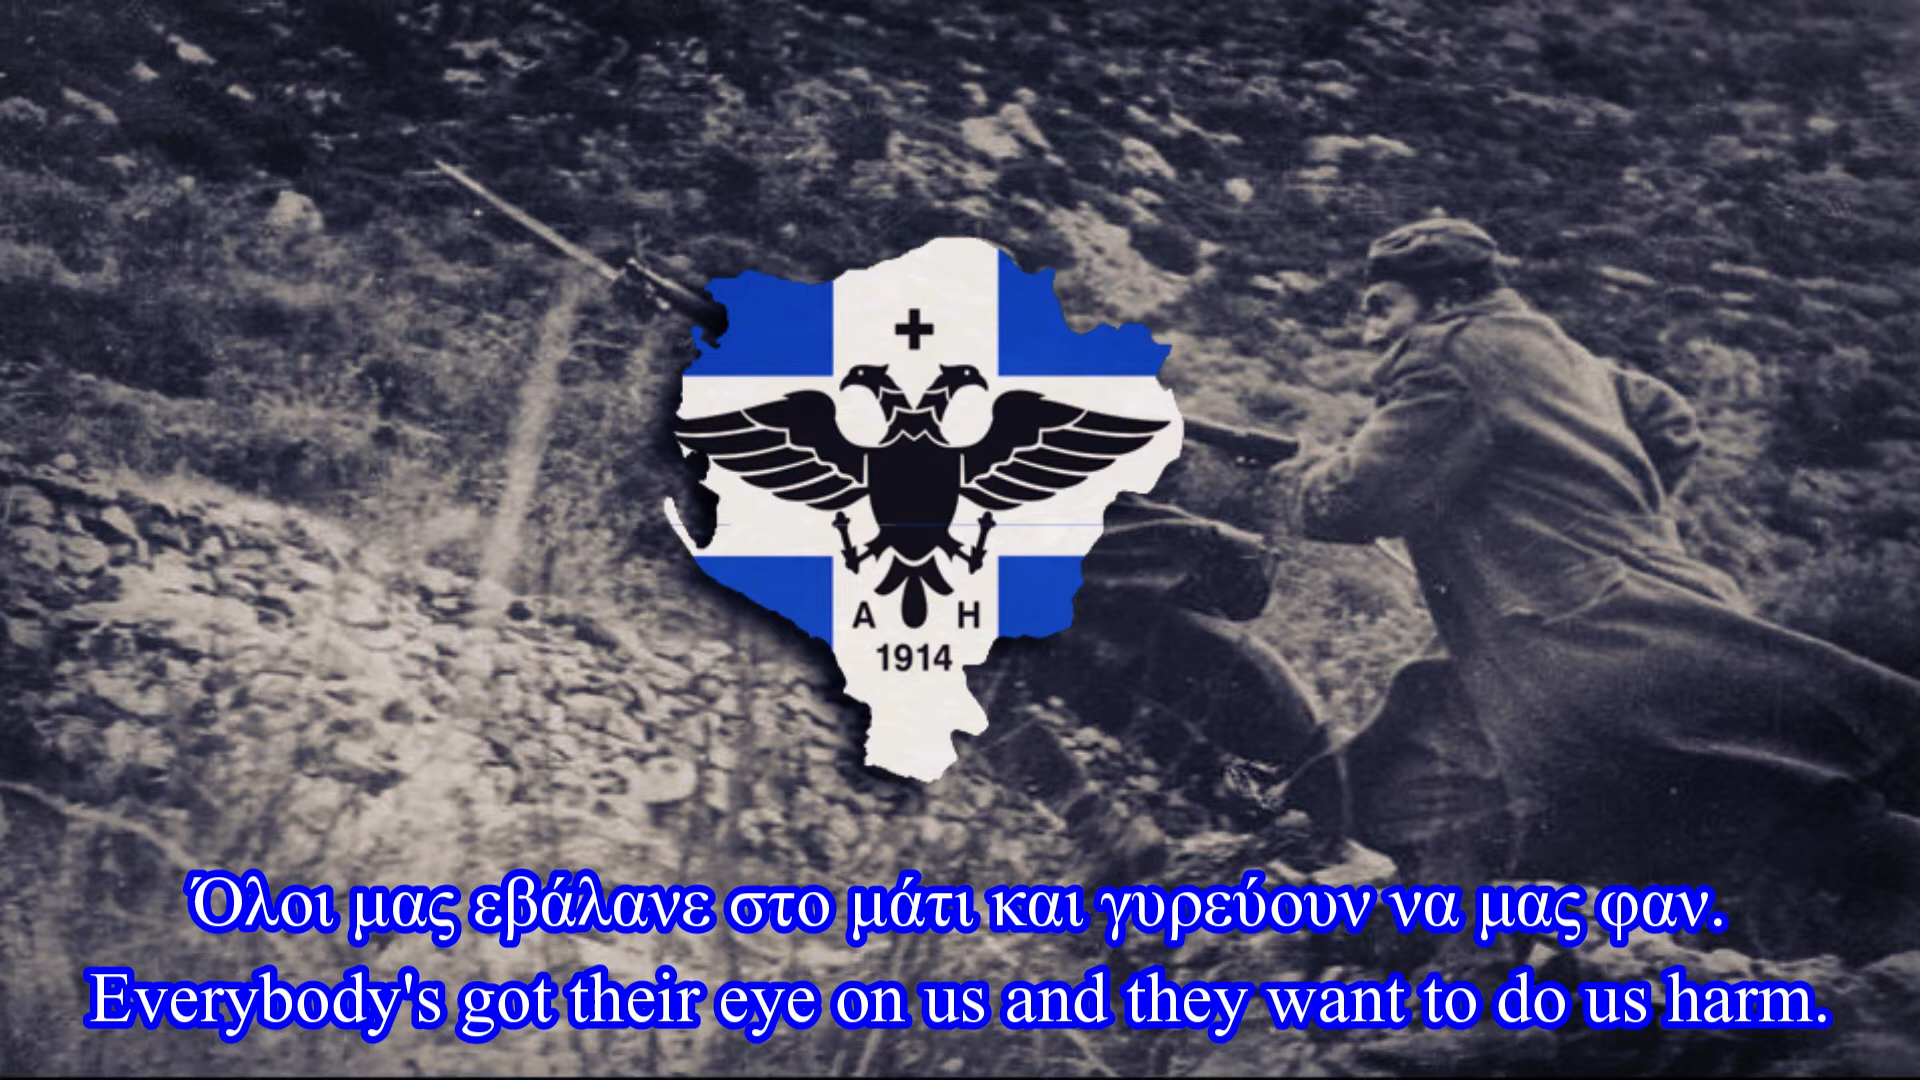 Α Η
1914
Όλοι μας εβάλανε στο μάτι και γυρεύουν να μας φαν.
Everybody's got their eye on us and they want to do us harm.